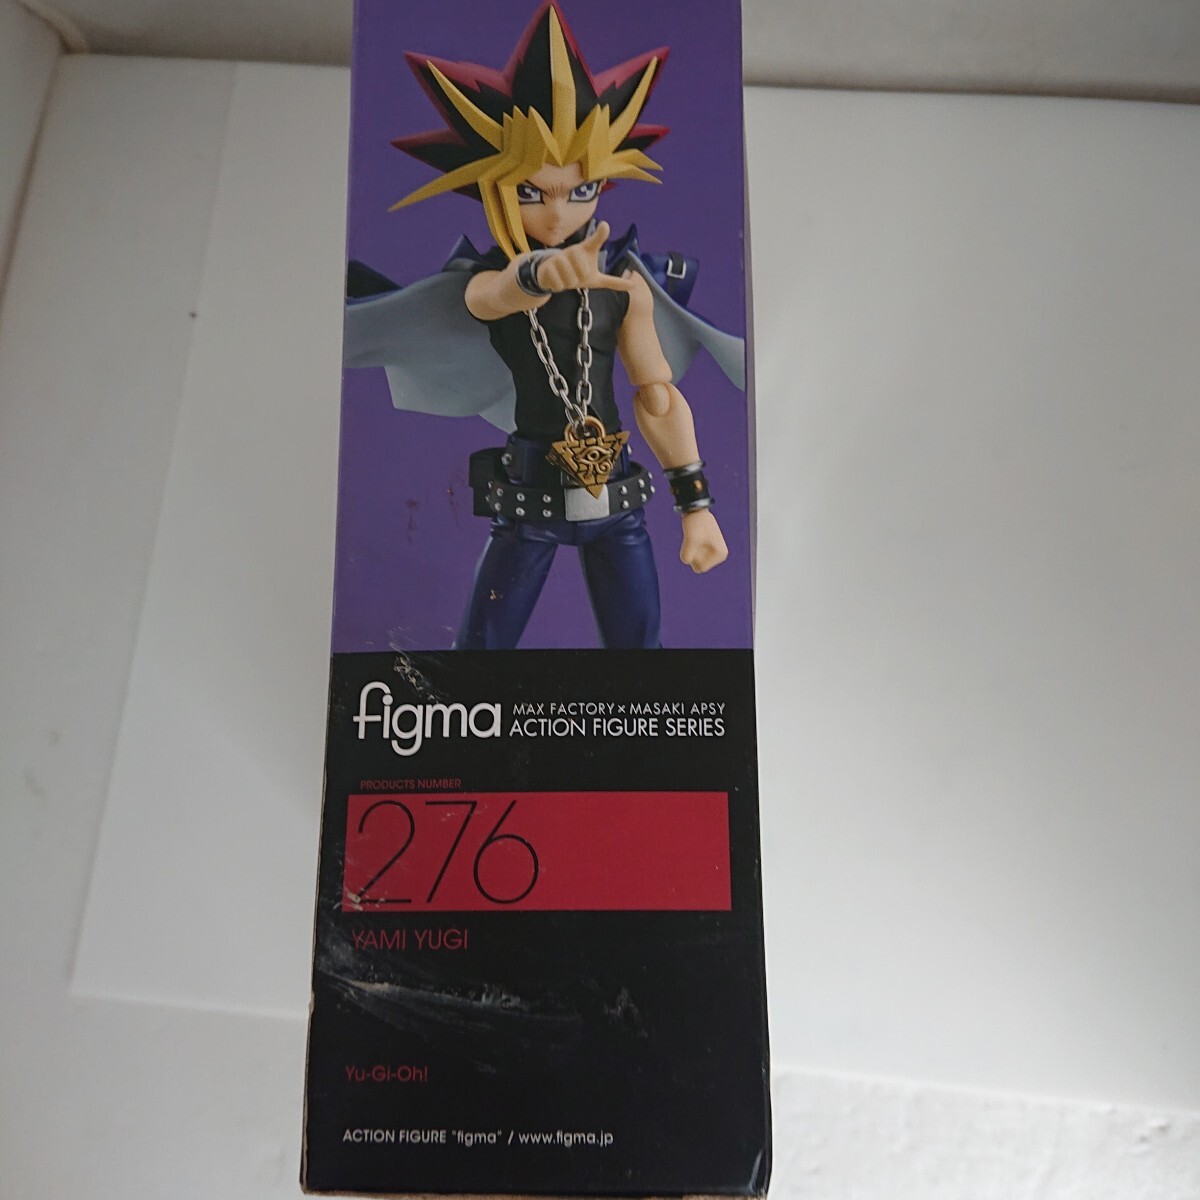 figma
MAX FACTORY × MASAKI APSY
ACTION FIGURE SERIES
PRODUCTS NUMBER
276
YAMI YUGI
Yu-Gi-Oh!
ACTION FIGURE "figma" / www.figma.jp